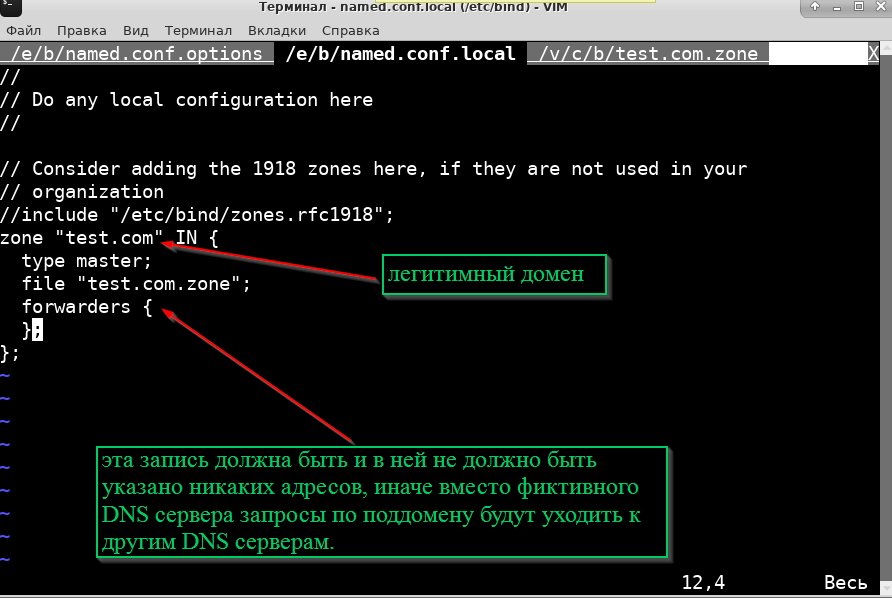 Терминал - named.conf.local (/etc/bind) - VIM
Файл Правка Вид Терминал Вкладки Справка
/e/b/named.conf.options /e/b/named.conf.local /v/c/b/test.com.zone X
//
// Do any local configuration here
//
// Consider adding the 1918 zones here, if they are not used in your
// organization
//include "/etc/bind/zones.rfc1918";
zone "test.com" IN {
type master;
легитимный домен
file "test.com.zone";
forwarders {
};
};
~
~
~
~
эта запись должна быть и в ней не должно быть
~
указано никаких адресов, иначе вместо фиктивного
~
DNS сервера запросы по поддомену будут уходить к
~
другим DNS серверам.
~
~
12,4 Весь